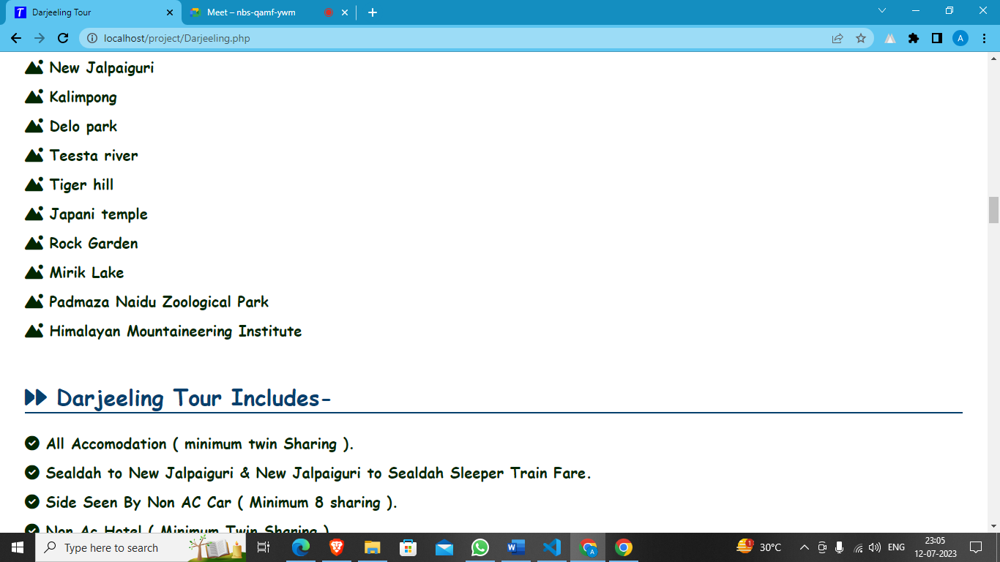 Darjeeling Tour
Meet – nbs-qamf-ywm
localhost/project/Darjeeling.php
A
New Jalpaiguri
Kalimpong
Delo park
Teesta river
Tiger hill
Japani temple
Rock Garden
Mirik Lake
Padmaza Naidu Zoological Park
Himalayan Mountaineering Institute
Darjeeling Tour Includes-
All Accomodation ( minimum twin Sharing ).
Sealdah to New Jalpaiguri & New Jalpaiguri to Sealdah Sleeper Train Fare.
Side Seen By Non AC Car ( Minimum 8 sharing ).
Non Ac Hotel ( Minimum Twin Sharing )
Type here to search
A
1
30°C
ENG
23:05
12-07-2023